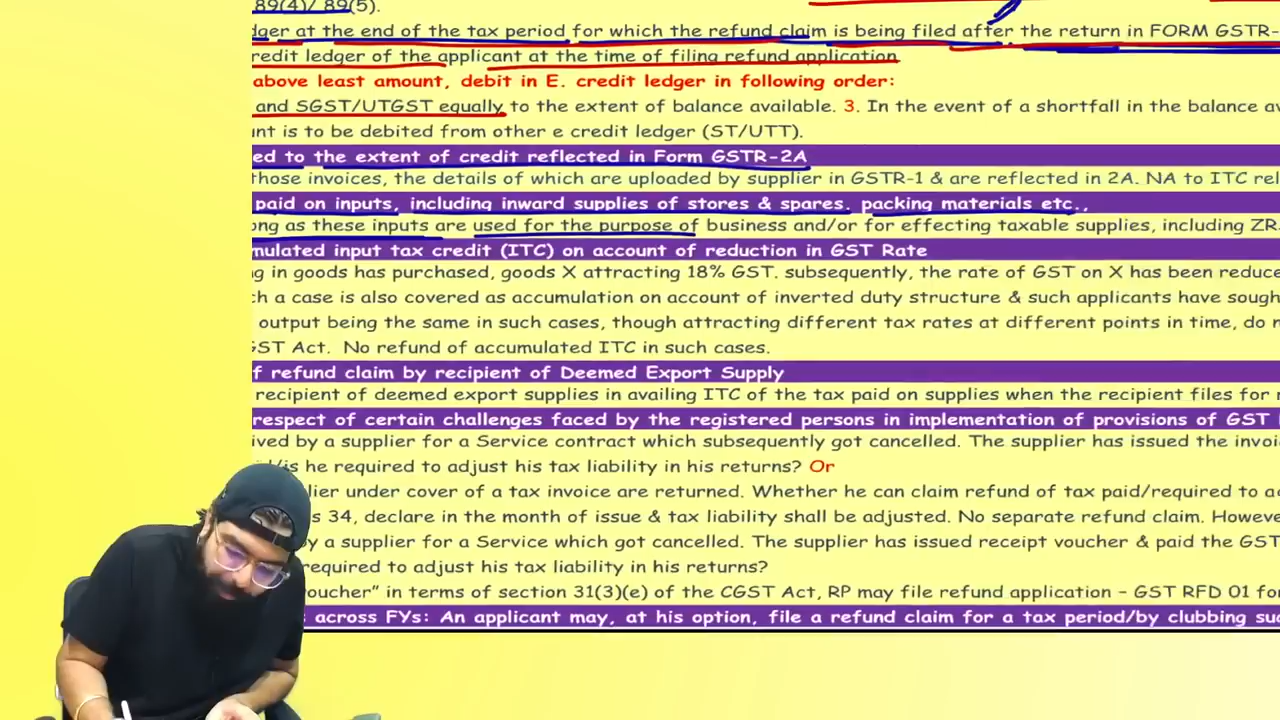 89(4)/ 89(5).
dger at the end of the tax period for which the refund claim is being filed after the return in FORM GSTR-
redit ledger of the applicant at the time of filing refund application
above least amount, debit in E. credit ledger in following order:
and SGST/UTGST equally to the extent of balance available. 3. In the event of a shortfall in the balance av
unt is to be debited from other e credit ledger (ST/UTT).
ed to the extent of credit reflected in Form GSTR-2A
those invoices, the details of which are uploaded by supplier in GSTR-1 & are reflected in 2A. NA to ITC rel
paid on inputs, including inward supplies of stores & spares. packing materials etc.,
ong as these inputs are used for the purpose of business and/or for effecting taxable supplies, including ZR
mulated input tax credit (ITC) on account of reduction in GST Rate
g in goods has purchased, goods X attracting 18% GST. subsequently, the rate of GST on X has been reduce
ch a case is also covered as accumulation on account of inverted duty structure & such applicants have sough
output being the same in such cases, though attracting different tax rates at different points in time, do n
GST Act. No refund of accumulated ITC in such cases.
f refund claim by recipient of Deemed Export Supply
recipient of deemed export supplies in availing ITC of the tax paid on supplies when the recipient files for r
respect of certain challenges faced by the registered persons in implementation of provisions of GST
ived by a supplier for a Service contract which subsequently got cancelled. The supplier has issued the invoi
/is he required to adjust his tax liability in his returns? Or
lier under cover of a tax invoice are returned. Whether he can claim refund of tax paid/required to a
s 34, declare in the month of issue & tax liability shall be adjusted. No separate refund claim. Howeve
y a supplier for a Service which got cancelled. The supplier has issued receipt voucher & paid the GST
required to adjust his tax liability in his returns?
voucher" in terms of section 31(3)(e) of the CGST Act, RP may file refund application – GST RFD 01 for
across FYs: An applicant may, at his option, file a refund claim for a tax period/by clubbing suc